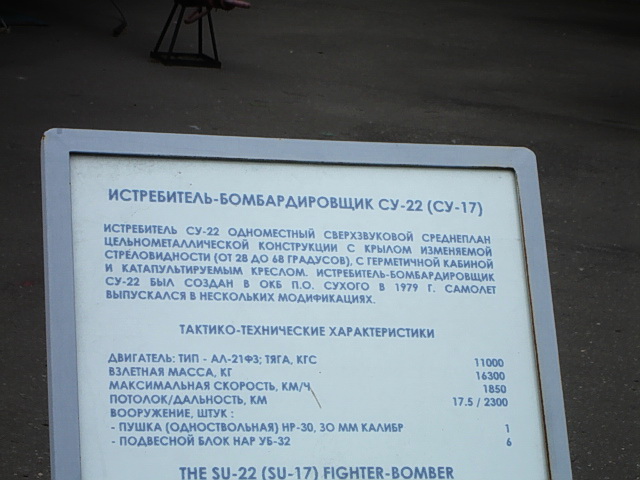 ИСТРЕБИТЕЛЬ-БОМБАРДИРОВЩИК СУ-22 (СУ-17)
ИСТРЕБИТЕЛЬ СУ-22 ОДНОМЕСТНЫЙ СВЕРХЗВУКОВОЙ СРЕДНЕПЛАН
ЦЕЛЬНОМЕТАЛЛИЧЕСКОЙ КОНСТРУКЦИИ С КРЫЛОМ ИЗМЕНЯЕМОЙ
СТРЕЛОВИДНОСТИ (ОТ 28 ДО 68 ГРАДУСОВ), С ГЕРМЕТИЧНОЙ КАБИНОЙ
И КАТАПУЛЬТИРУЕМЫМ КРЕСЛОМ. ИСТРЕБИТЕЛЬ-БОМБАРДИРОВЩИК
СУ-22 БЫЛ СОЗДАН В ОКБ П.О. СУХОГО В 1979 Г. САМОЛЕТ
ВЫПУСКАЛСЯ В НЕСКОЛЬКИХ МОДИФИКАЦИЯХ.
ТАКТИКО-ТЕХНИЧЕСКИЕ ХАРАКТЕРИСТИКИ
ДВИГАТЕЛЬ: ТИП - АЛ-21Ф3; ТЯГА, КГС 11000
ВЗЛЕТНАЯ МАССА, КГ 16300
МАКСИМАЛЬНАЯ СКОРОСТЬ, КМ/Ч 1850
ПОТОЛОК/ДАЛЬНОСТЬ, КМ 17.5 / 2300
ВООРУЖЕНИЕ, ШТУК :
- ПУШКА (ОДНОСТВОЛЬНАЯ) НР-30, 30 ММ КАЛИБР 1
- ПОДВЕСНОЙ БЛОК НАР УБ-32 6
THE SU-22 (SU-17) FIGHTER-BOMBER